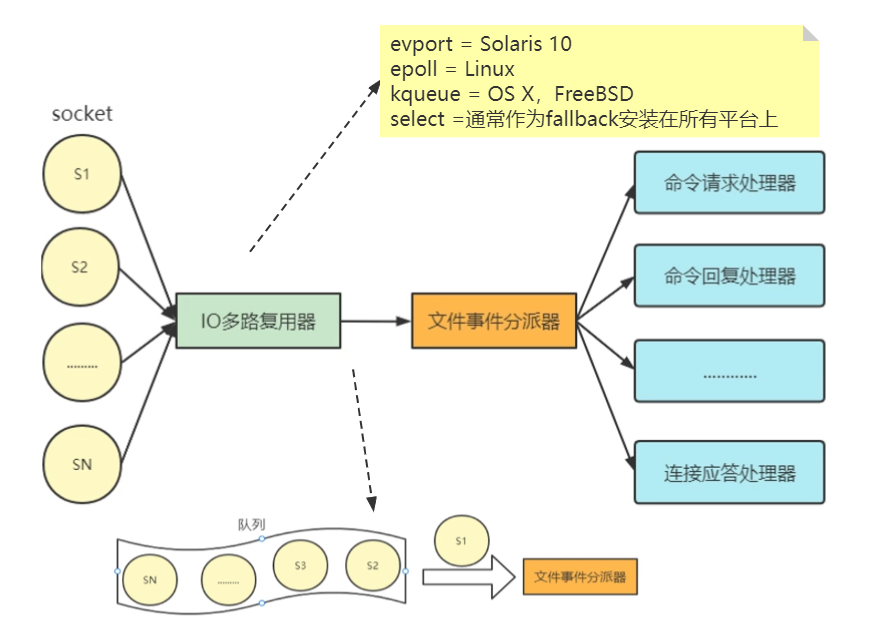 evport = Solaris 10
epoll = Linux
kqueue = OS X，FreeBSD
select =通常作为fallback安装在所有平台上
socket
S1
S2
.........
SN
IO多路复用器
文件事件分派器
命令请求处理器
命令回复处理器
............
连接应答处理器
队列
SN
.........
S3
S2
S1
文件事件分派器